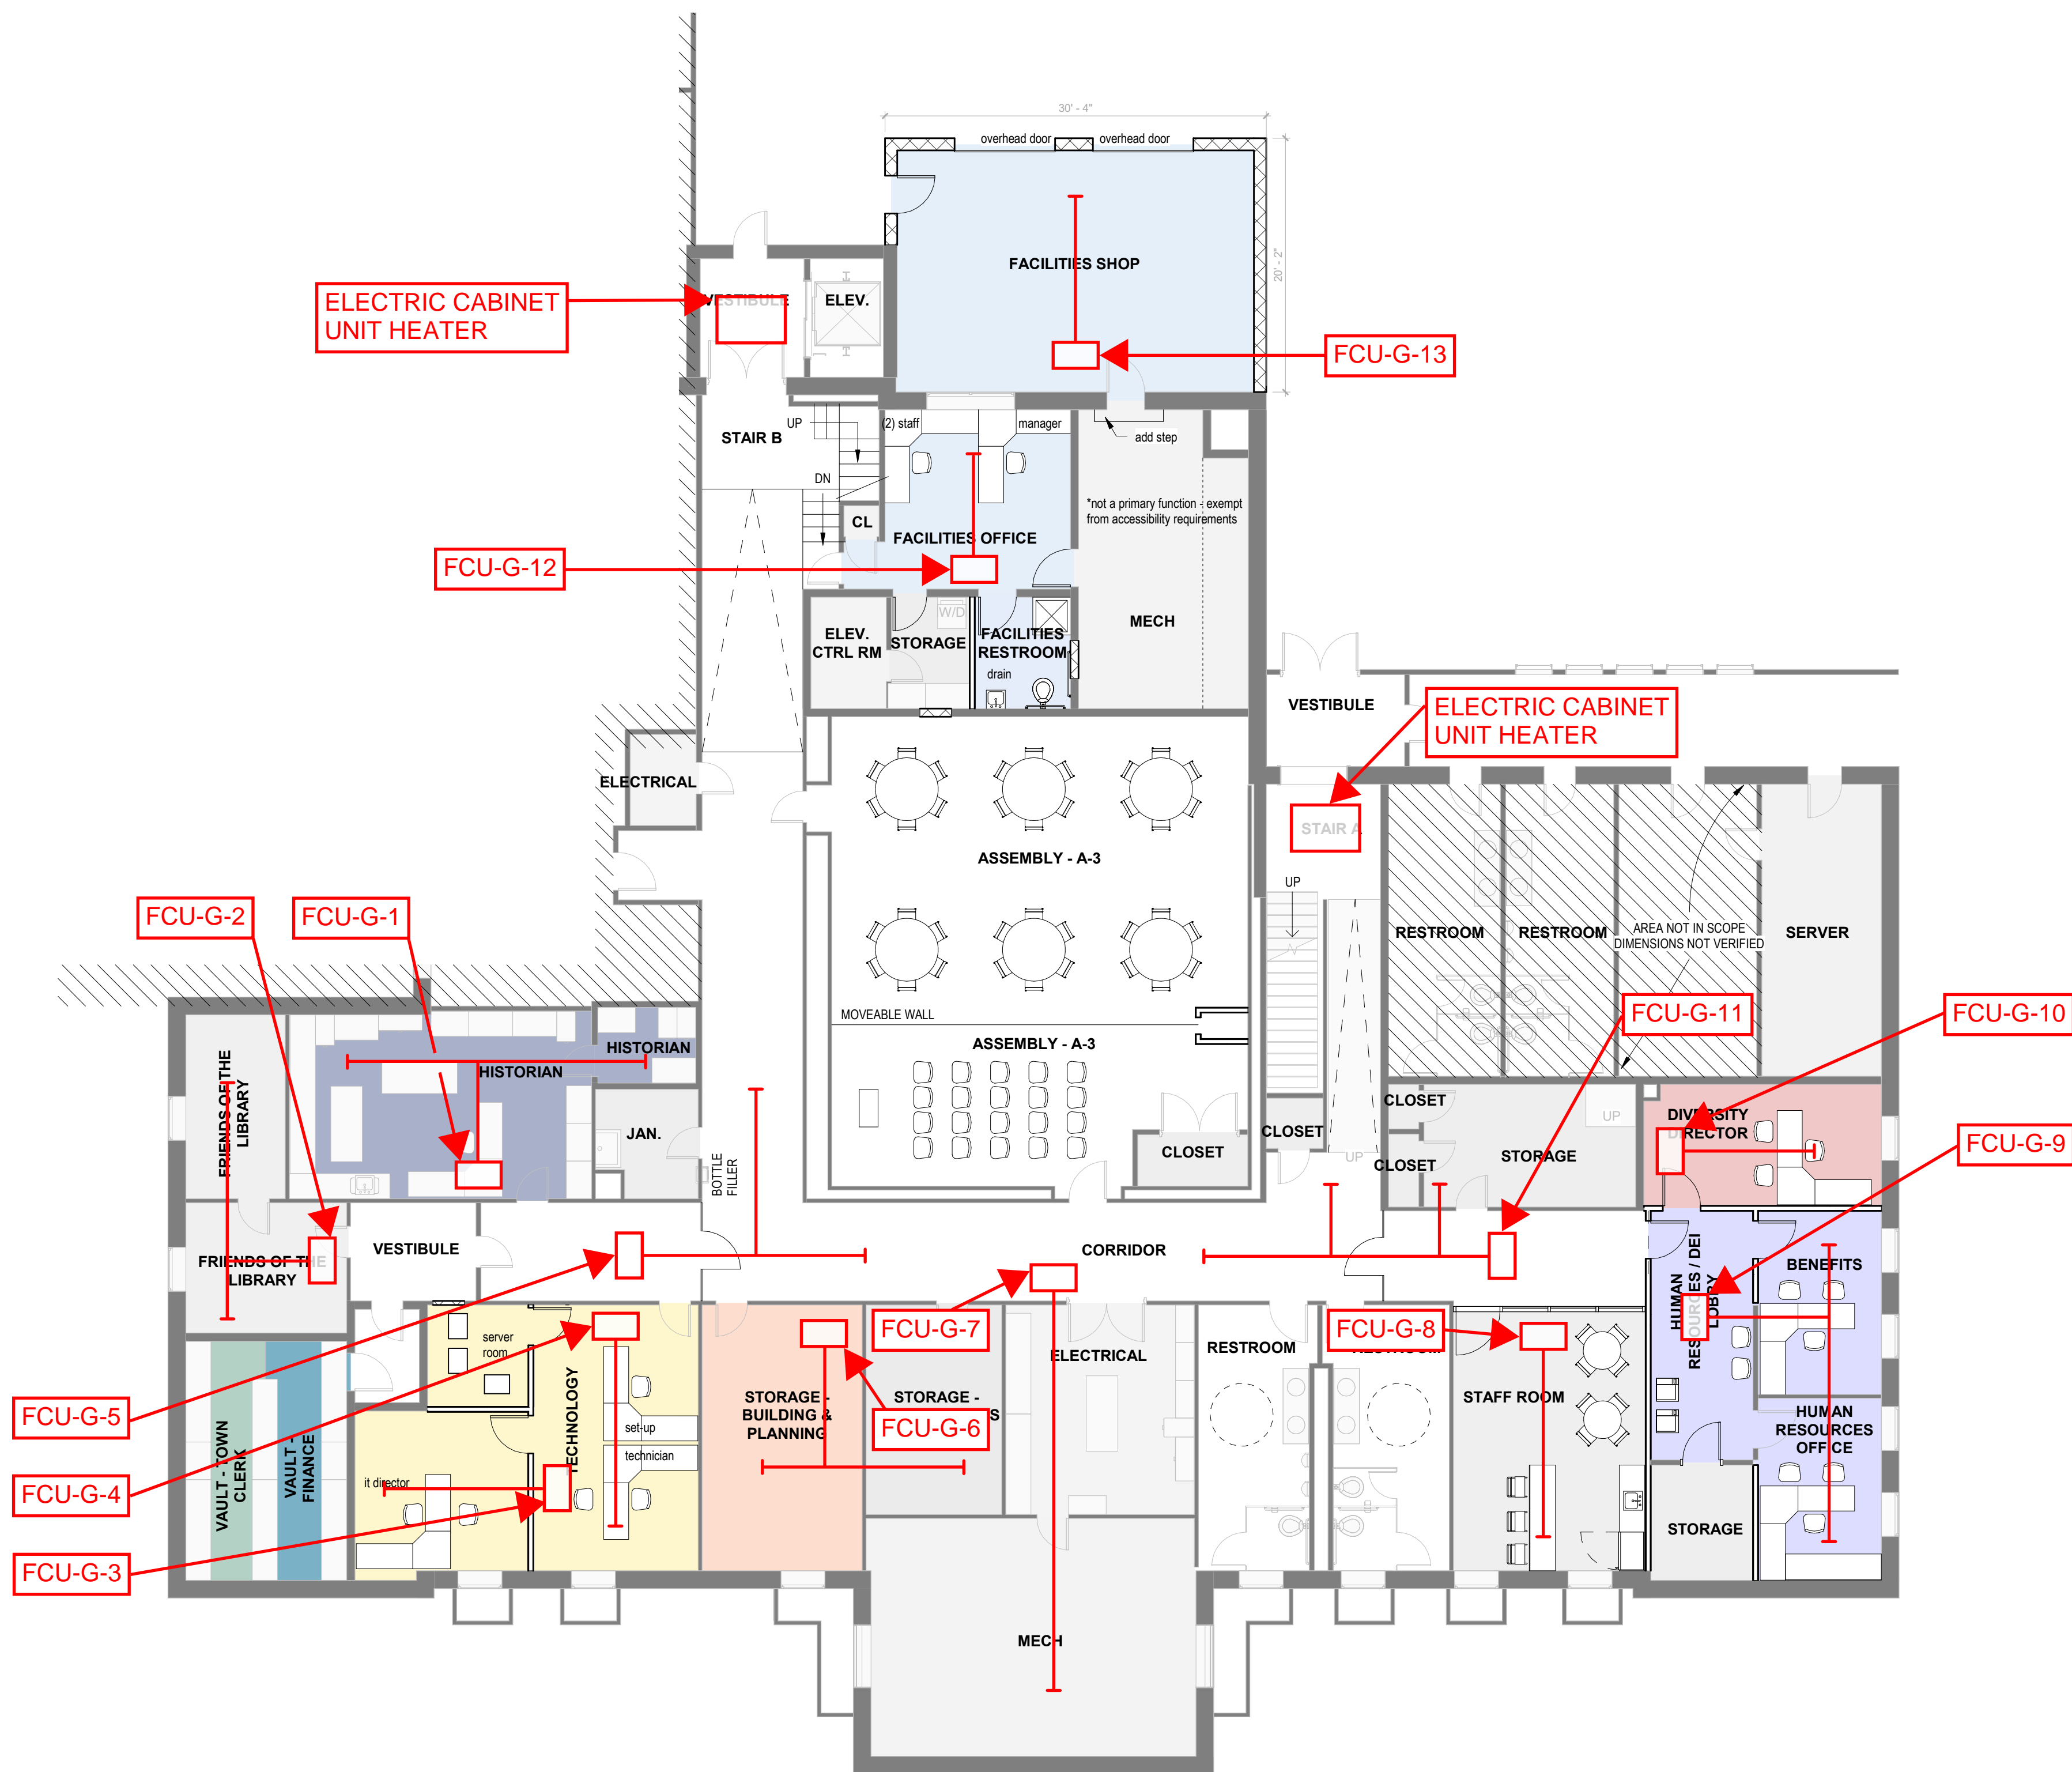 30' - 4"
overhead door
overhead door
20' - 2"
FACILITIES SHOP
ELECTRIC CABINET
UNIT HEATER
VESTIBULE
ELEV.
FCU-G-13
STAIR B
UP
(2) staff
manager
add step
DN
*not a primary function - exempt
from accessibility requirements
CL
FACILITIES OFFICE
FCU-G-12
W/D
ELEV.
CTRL RM
STORAGE
FACILITIES
RESTROOM
drain
MECH
VESTIBULE
ELECTRIC CABINET
UNIT HEATER
ELECTRICAL
STAIR A
ASSEMBLY - A-3
UP
FCU-G-2
FCU-G-1
RESTROOM
RESTROOM
AREA NOT IN SCOPE
DIMENSIONS NOT VERIFIED
SERVER
MOVEABLE WALL
FCU-G-11
FCU-G-10
HISTORIAN
HISTORIAN
ASSEMBLY - A-3
FRIENDS OF THE
LIBRARY
JAN.
BOTTLE
FILLER
CLOSET
CLOSET
UP
CLOSET
CLOSET
STORAGE
UP
DIVERSITY
DIRECTOR
FCU-G-9
FRIENDS OF THE
LIBRARY
VESTIBULE
CORRIDOR
HUMAN
RESOURCES / DEI
LOBBY
BENEFITS
FCU-G-7
FCU-G-8
server
room
TECHNOLOGY
ELECTRICAL
RESTROOM
RESTROOM
STAFF ROOM
STORAGE -
BUILDING &
PLANNING
STORAGE -
S
FCU-G-6
FCU-G-5
set-up
technician
HUMAN
RESOURCES
OFFICE
VAULT - TOWN
CLERK
VAULT -
FINANCE
it director
FCU-G-4
STORAGE
FCU-G-3
MECH